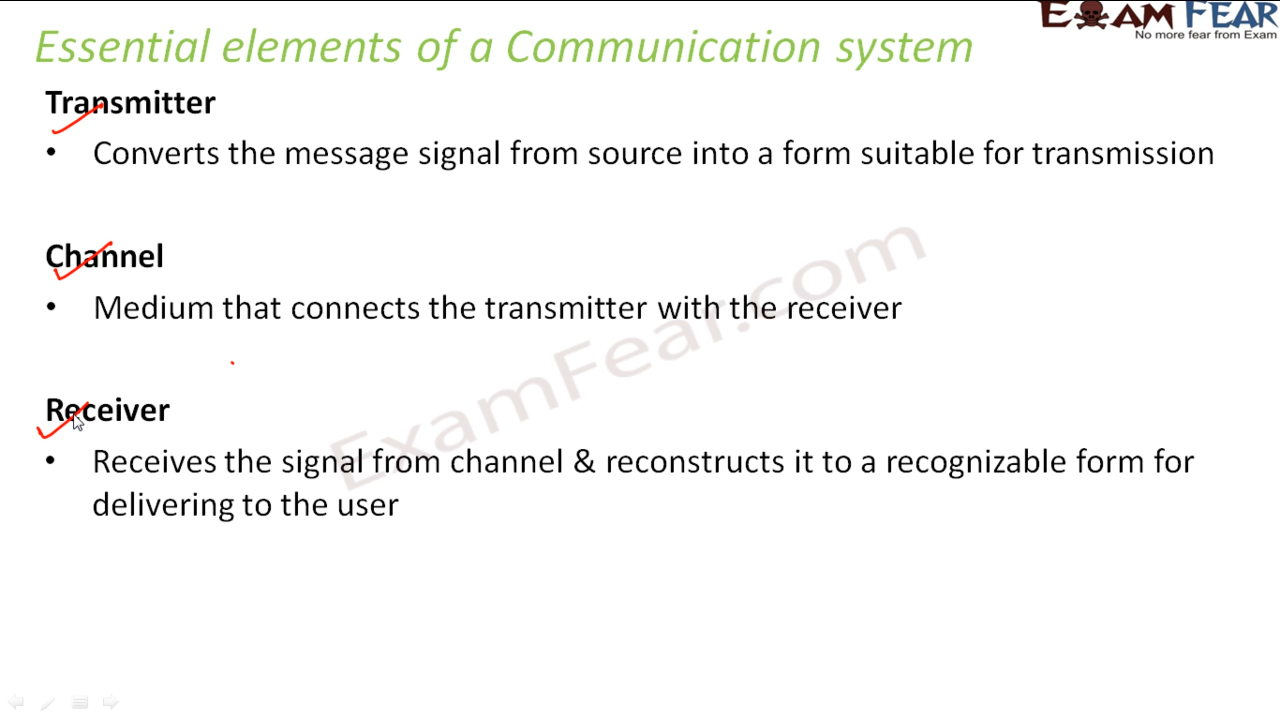 EXAM FEAR
No more fear from Exam
Essential elements of a Communication system
Transmitter
• Converts the message signal from source into a form suitable for transmission
Channel
• Medium that connects the transmitter with the receiver
Receiver
• Receives the signal from channel & reconstructs it to a recognizable form for
delivering to the user
ExamFear.com